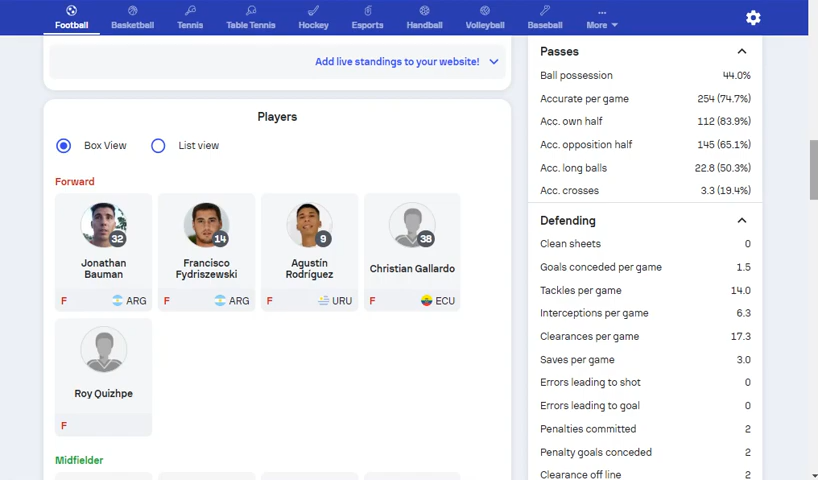 Football
Basketball
Tennis
Table Tennis
Hockey
Esports
Handball
Volleyball
Baseball
More
Add live standings to your website!
Players
Box View
List view
Forward
32
Jonathan
Bauman
F
ARG
14
Francisco
Fydriszewski
F
ARG
9
Agustín
Rodríguez
F
URU
38
Christian Gallardo
F
ECU
Roy Quizhpe
F
Midfielder
Passes
Ball possession 44.0%
Accurate per game 254 (74.7%)
Acc. own half 112 (83.9%)
Acc. opposition half 145 (65.1%)
Acc. long balls 22.8 (50.3%)
Acc. crosses 3.3 (19.4%)
Defending
Clean sheets 0
Goals conceded per game 1.5
Tackles per game 14.0
Interceptions per game 6.3
Clearances per game 17.3
Saves per game 3.0
Errors leading to shot 0
Errors leading to goal 0
Penalties committed 2
Penalty goals conceded 2
Clearance off line 2